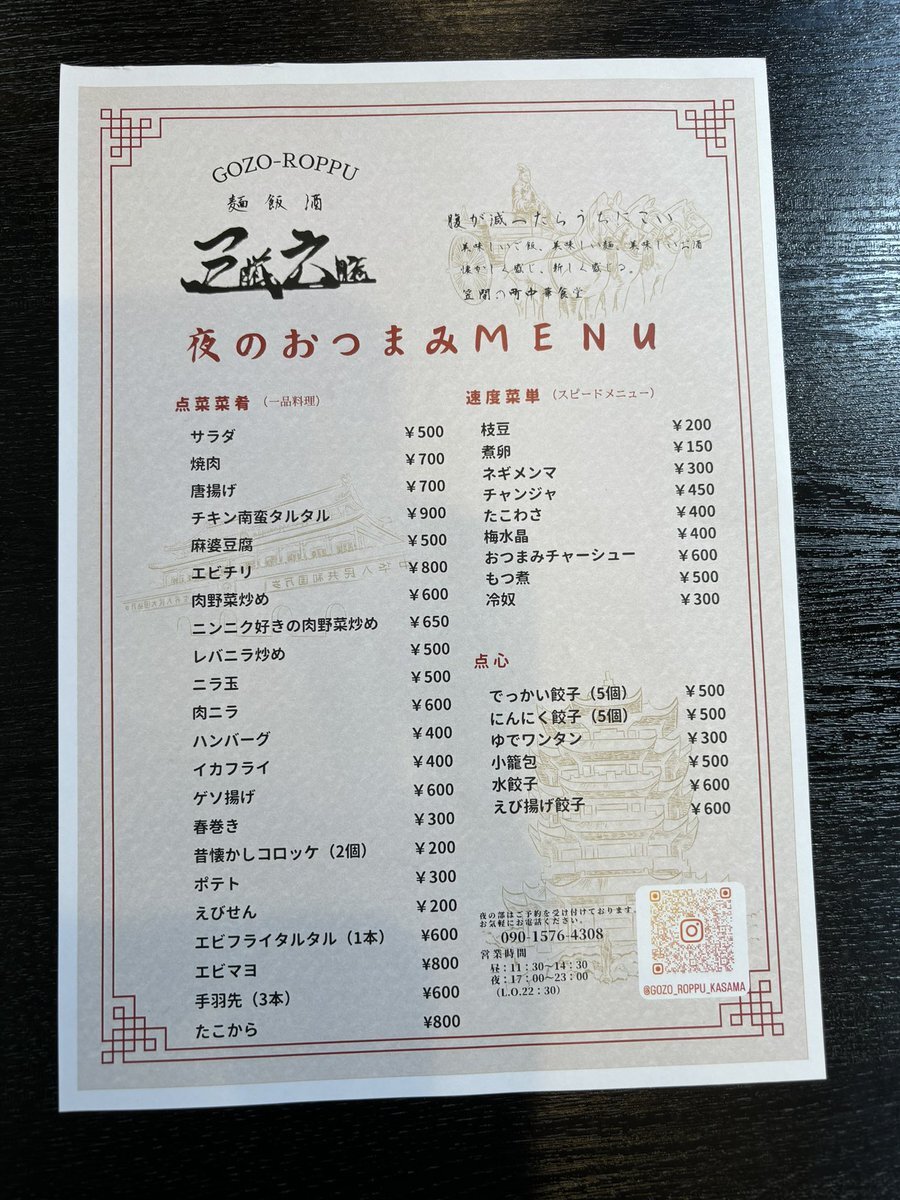 GOZO-ROPPU
麺飯酒
五臓六腑
腹が減ったらうちにこい
美味しいご飯、美味しい麺、美味しいお酒
懐かしく感じ、新しく感じる。
笠間の町中華食堂
夜のおつまみMENU
点菜菜肴 （一品料理）
サラダ ￥500
焼肉 ￥700
唐揚げ ￥700
チキン南蛮タルタル ￥900
麻婆豆腐 ￥500
エビチリ ￥800
肉野菜炒め ￥600
ニンニク好きの肉野菜炒め ￥650
レバニラ炒め ￥500
ニラ玉 ￥500
肉ニラ ￥600
ハンバーグ ￥400
イカフライ ￥400
ゲソ揚げ ￥600
春巻き ￥300
昔懐かしコロッケ（2個） ￥200
ポテト ￥300
えびせん ￥200
エビフライタルタル（1本） ¥600
エビマヨ ¥800
手羽先（3本） ¥600
たこから ¥800
速度菜単 （スピードメニュー）
枝豆 ￥200
煮卵 ￥150
ネギメンマ ￥300
チャンジャ ￥450
たこわさ ￥400
梅水晶 ￥400
おつまみチャーシュー ￥600
もつ煮 ￥500
冷奴 ￥300
点心
でっかい餃子（5個） ￥500
にんにく餃子（5個） ￥500
ゆでワンタン ￥300
小籠包 ￥500
水餃子 ￥600
えび揚げ餃子 ￥600
夜の部はご予約を受け付けております。
お気軽にお電話ください。
090-1576-4308
営業時間
昼：11：30〜14：30
夜：17：00〜23：00
（L.O.22：30）
@GOZO_ROPPU_KASAMA